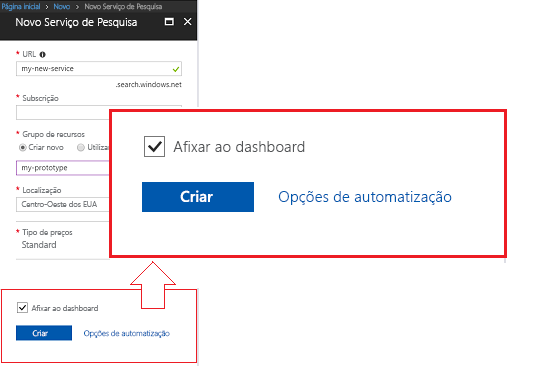 Página inicial > Novo > Novo Serviço de Pesquisa
Novo Serviço de Pesquisa
* URL
my-new-service
.search.windows.net
* Subscrição
* Grupo de recursos
Criar novo
my-prototype
* Localização
Centro-Oeste dos EUA
* Tipo de preços
Standard
Afixar ao dashboard
Criar Opções de automatização
Afixar ao dashboard
Criar Opções de automatização